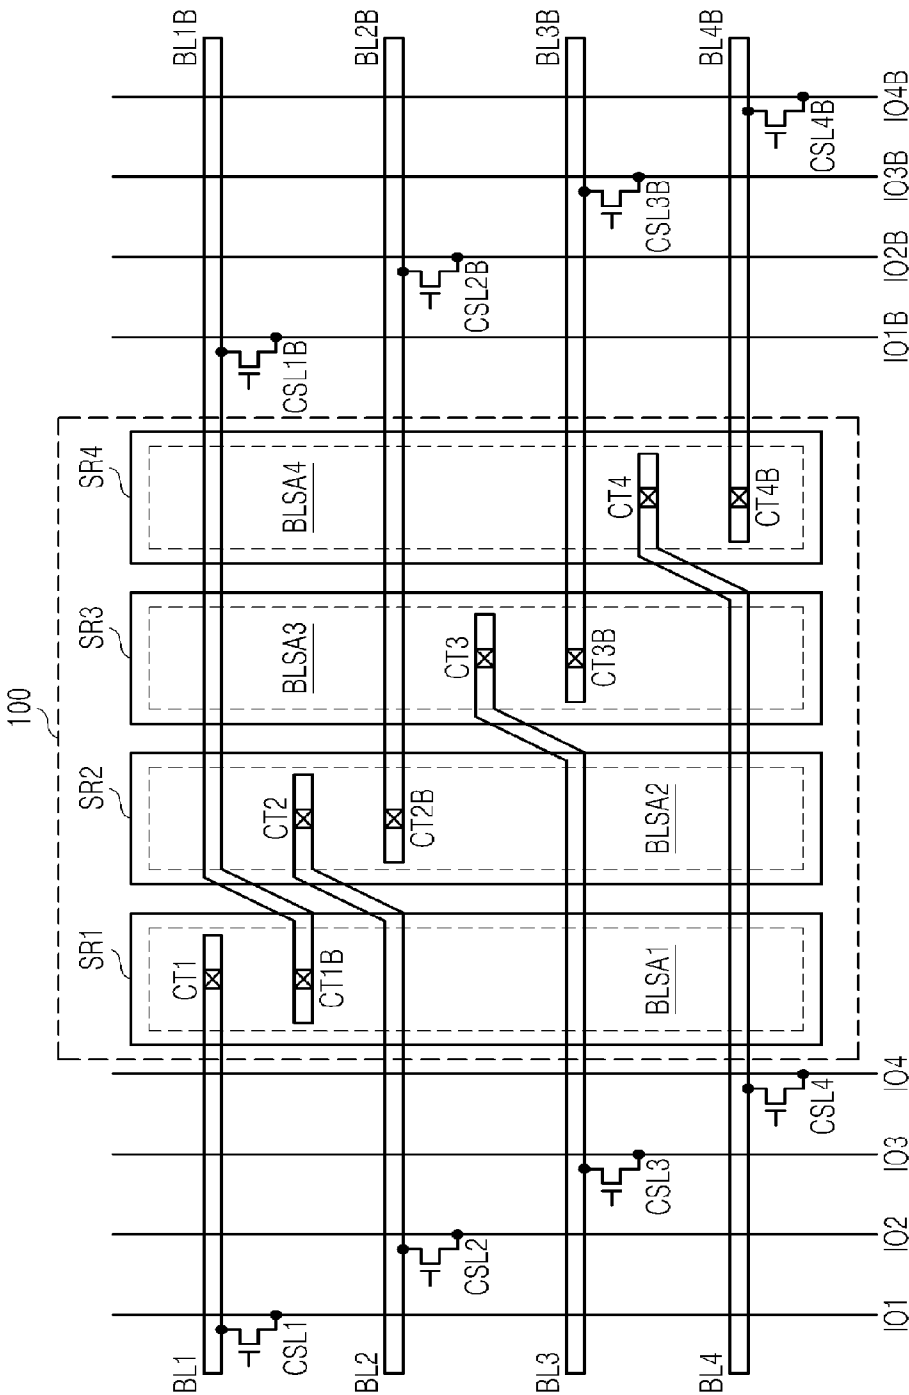 BL1B
BL2B
BL3B
BL4B
IO4B
CSL4B
IO3B
CSL3B
IO2B
CSL2B
IO1B
CSL1B
100
SR4
BLSA4
CT4
CT4B
SR3
BLSA3
CT3
CT3B
SR2
CT2
CT2B
BLSA2
SR1
CT1
CT1B
BLSA1
IO4
CSL4
IO3
CSL3
IO2
CSL2
IO1
CSL1
BL1
BL2
BL3
BL4